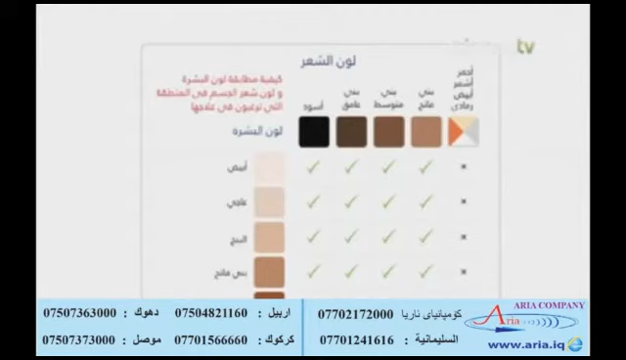 tv
لون الشعر
كيفية مطابقة لون البشرة
و لون شعر الجسم في المنطقة
التي ترغبون في علاجها
أسود
بني غامق
بني متوسط
بني فاتح
أحمر أشقر أبيض رمادي
لون البشرة
أبيض
عاجي
البيج
بني فاتح
دهوك : 07507363000
اربيل : 07504821160
كومپانیای ئاریا 07702172000
ARIA COMPANY
Aria
موصل : 07507373000
كركوك : 07701566660
السليمانية : 07701241616
www.aria.iq